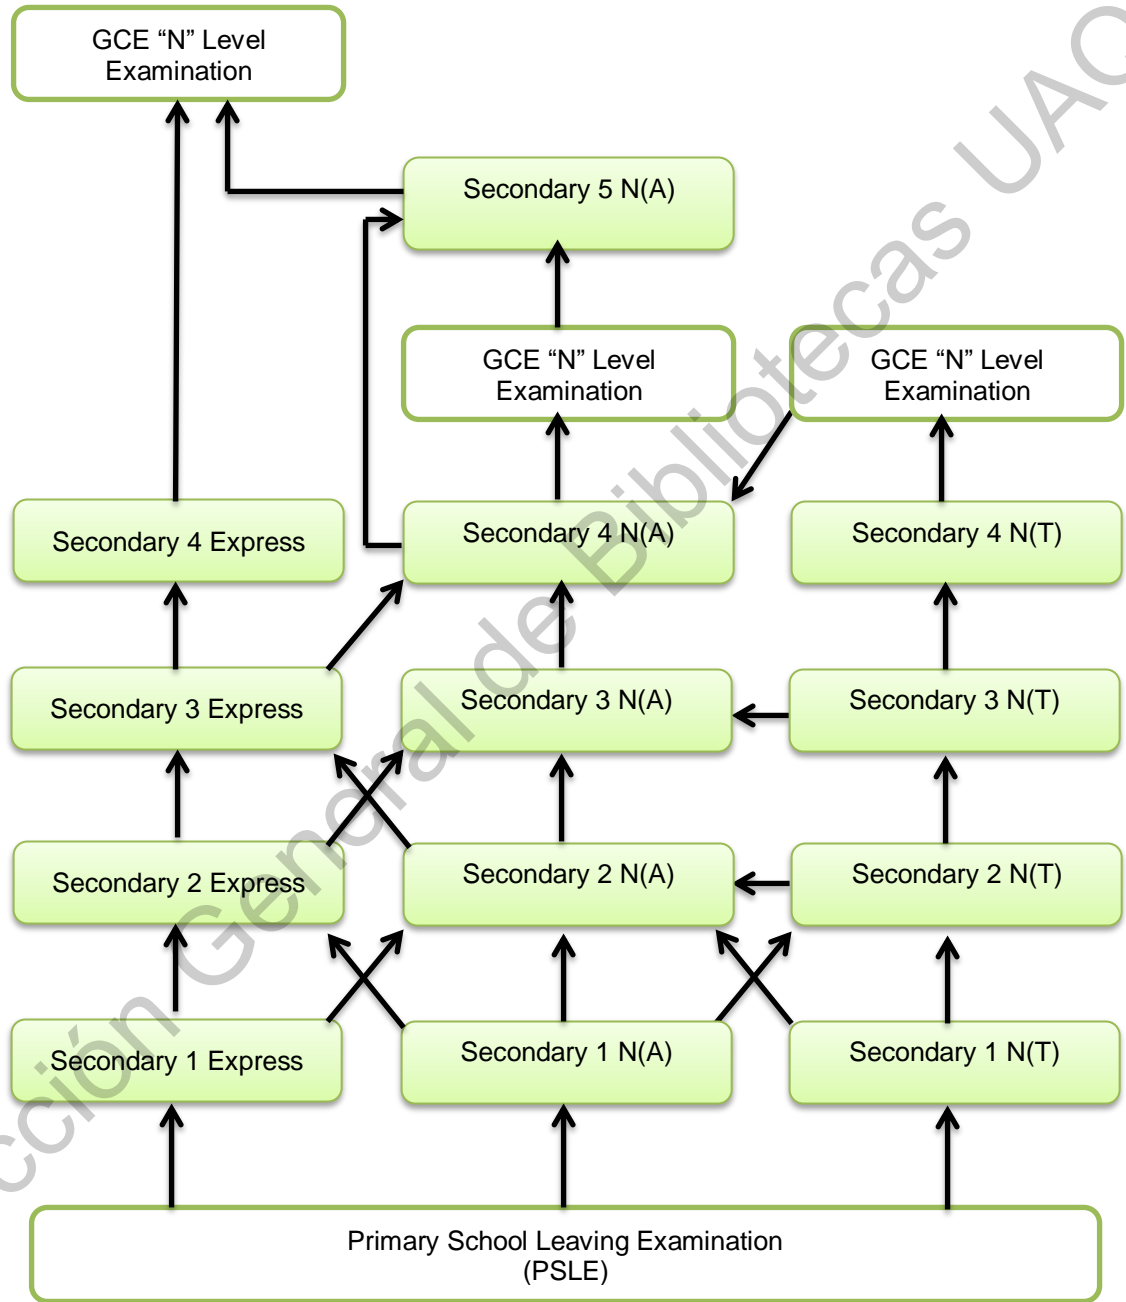 GCE “N” Level
Examination
Secondary 5 N(A)
GCE “N” Level
Examination
GCE “N” Level
Examination
Secondary 4 Express
Secondary 4 N(A)
Secondary 4 N(T)
Secondary 3 Express
Secondary 3 N(A)
Secondary 3 N(T)
Secondary 2 Express
Secondary 2 N(A)
Secondary 2 N(T)
Secondary 1 Express
Secondary 1 N(A)
Secondary 1 N(T)
Primary School Leaving Examination
(PSLE)
cción General de Bibliotecas UAQ